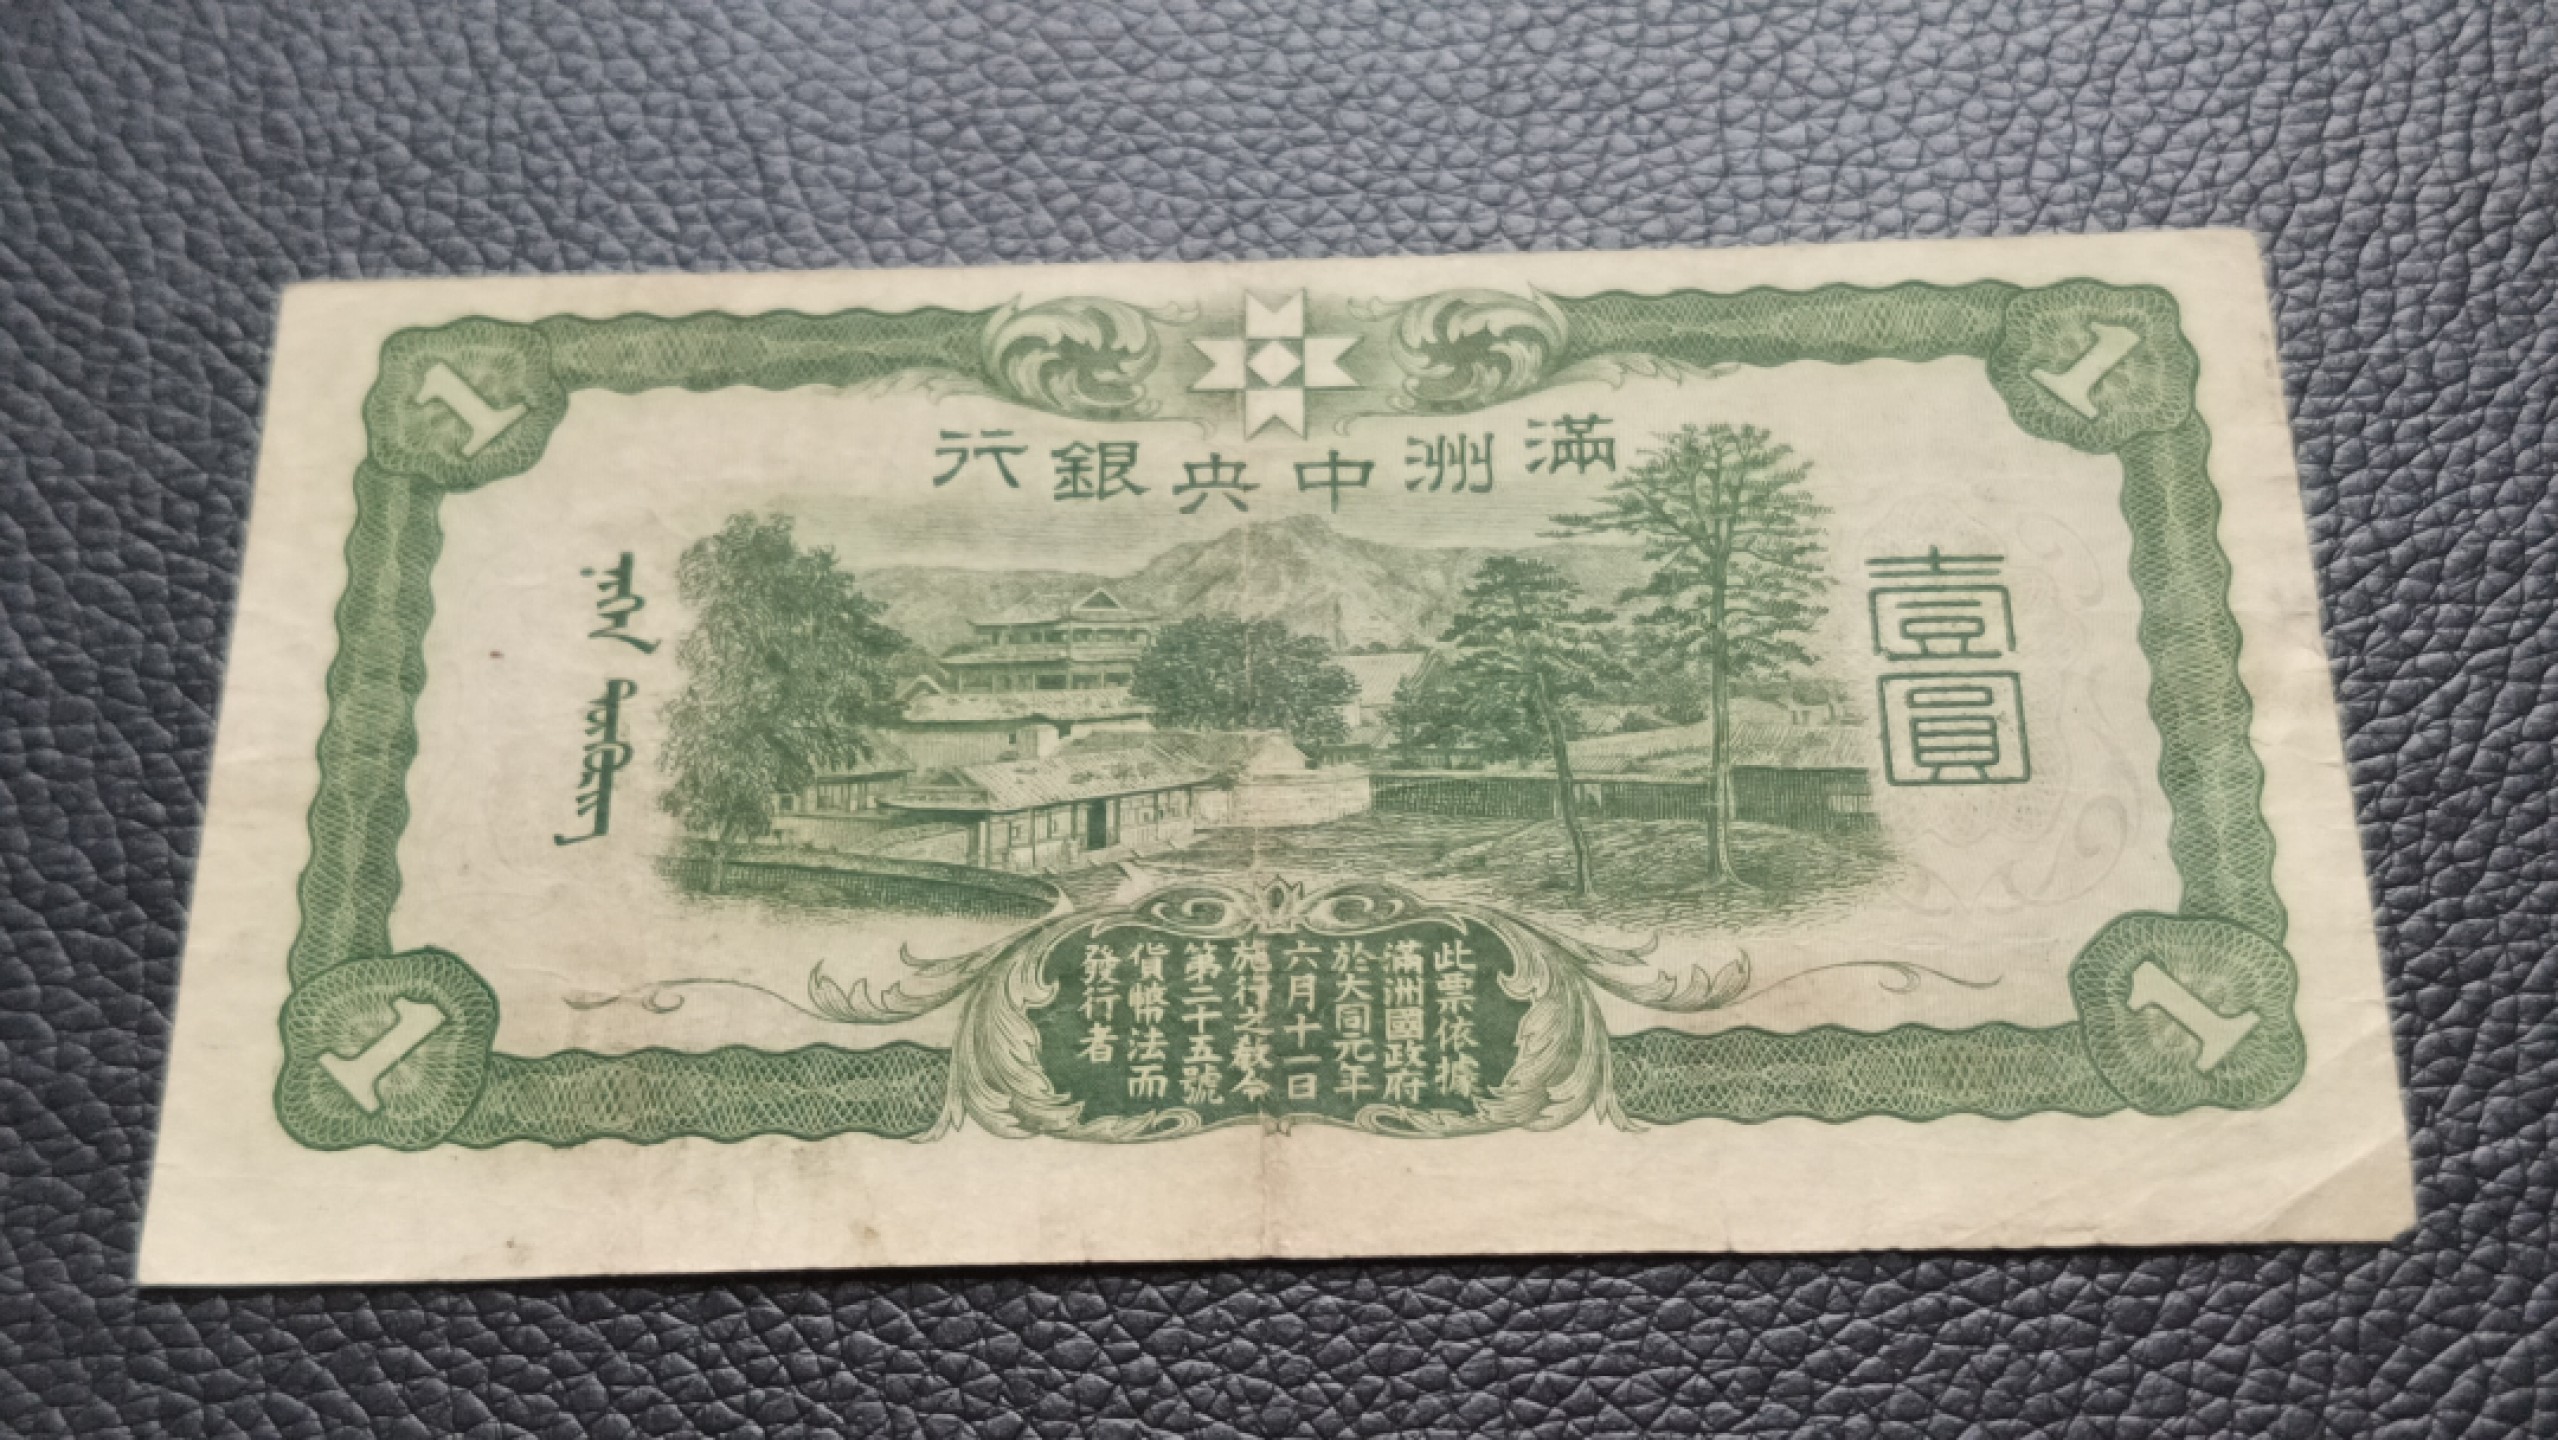 1
1
滿洲中央銀行
壹圓
此票依據
滿洲國政府
於大同元年
六月十一日
施行之敎令
第二十五號
貨幣法而
發行者
1
1